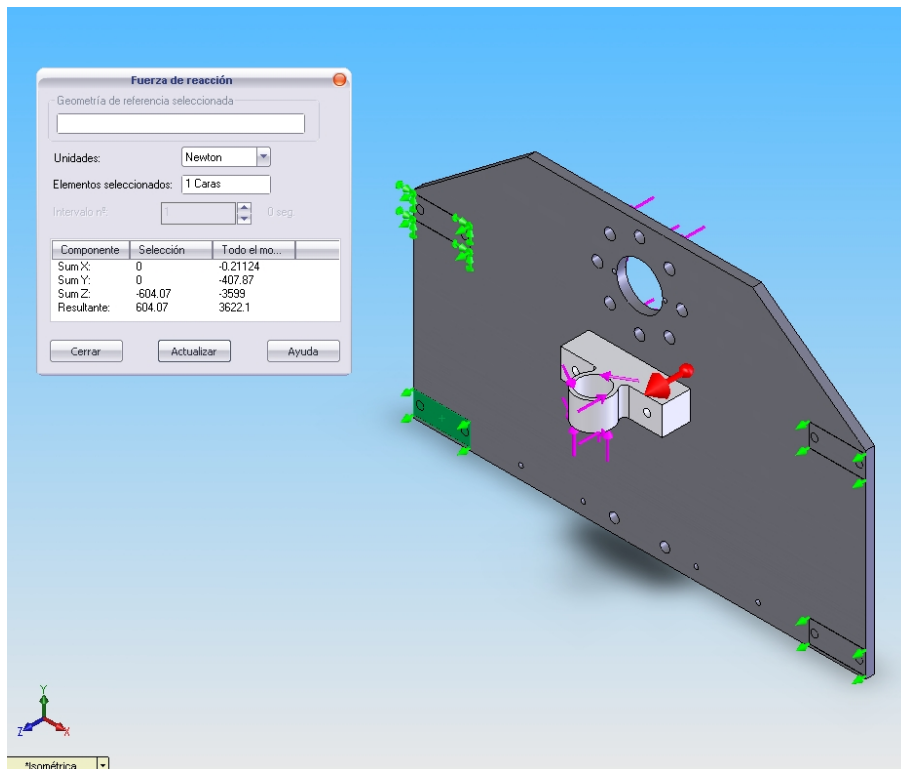 Fuerza de reacción
Geometría de referencia seleccionada
Unidades: Newton
Elementos seleccionados: 1 Caras
Intervalo nº: 1 0 seg.
Componente Selección Todo el mo...
Sum X: 0 -0.21124
Sum Y: 0 -407.87
Sum Z: -604.07 -3599
Resultante: 604.07 3622.1
Cerrar Actualizar Ayuda
Y
Z X
*Isométrica